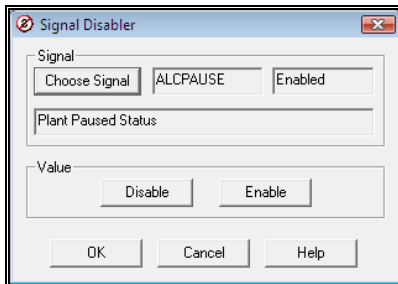 Signal Disabler
Signal
Choose Signal ALCPAUSE Enabled
Plant Paused Status
Value
Disable Enable
OK Cancel Help